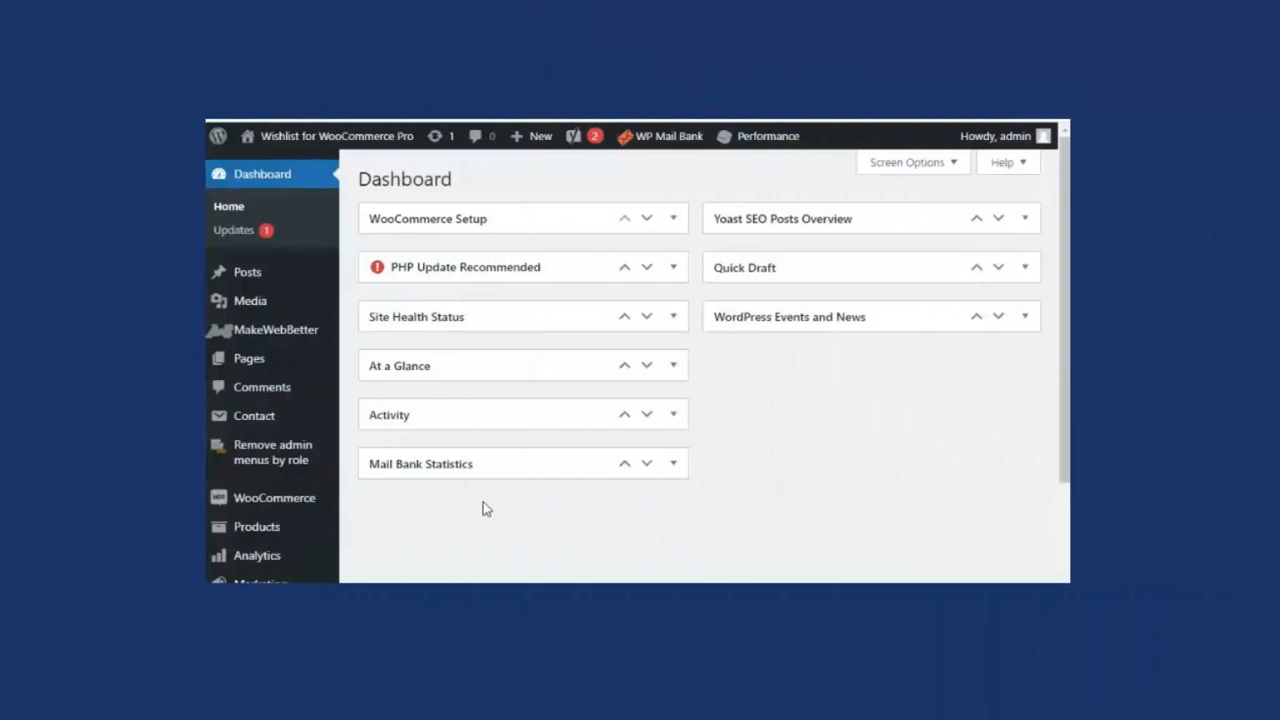 Wishlist for WooCommerce Pro 1 0 New 2 WP Mail Bank Performance Howdy, admin
Screen Options Help
Dashboard
Home
Updates 1
Posts
Media
MakeWebBetter
Pages
Comments
Contact
Remove admin
menus by role
WooCommerce
Products
Analytics
Marketing
Dashboard
WooCommerce Setup
PHP Update Recommended
Site Health Status
At a Glance
Activity
Mail Bank Statistics
Yoast SEO Posts Overview
Quick Draft
WordPress Events and News